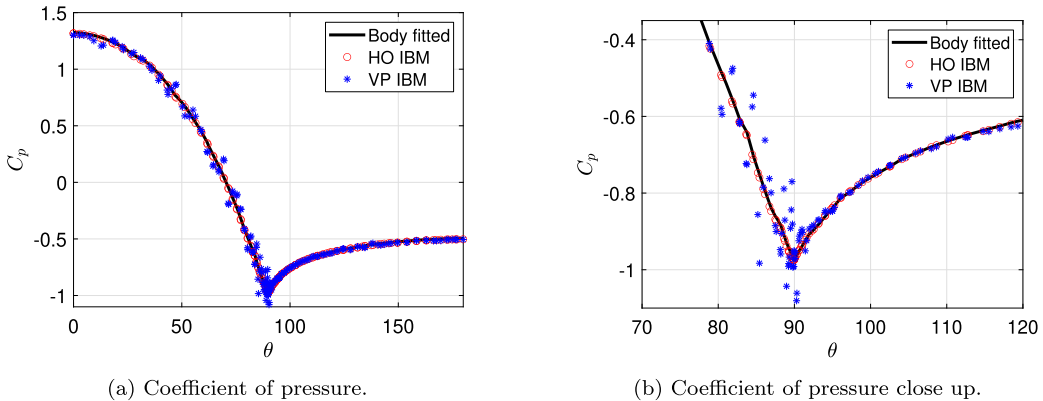 1.5
1
0.5
0
-0.5
-1
C_p
0
50
100
150
θ
Body fitted
HO IBM
VP IBM
(a) Coefficient of pressure.
-0.4
-0.6
-0.8
-1
C_p
70
80
90
100
110
120
θ
Body fitted
HO IBM
VP IBM
(b) Coefficient of pressure close up.